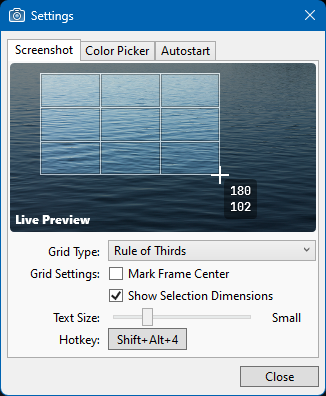 Settings
Screenshot
Color Picker
Autostart
180
102
Live Preview
Grid Type: Rule of Thirds
Grid Settings: Mark Frame Center
Show Selection Dimensions
Text Size: Small
Hotkey: Shift+Alt+4
Close